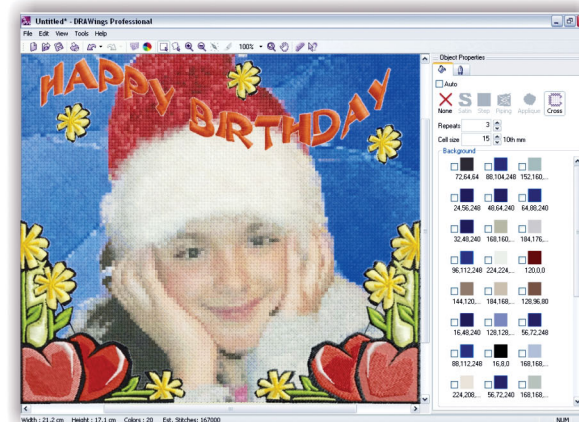 Untitled* - DRAWings Professional
File Edit View Tools Help
100%
HAPPY BIRTHDAY
Object Properties
Auto
None Satin Step Piping Applique Cross
Repeats 3
Cell size 15 10th mm
Background
72,64,64 88,104,248 152,160,...
24,56,248 48,64,240 64,88,240
32,48,240 168,160,... 184,176,...
96,112,248 224,224,... 120,0,0
144,120,... 184,168,... 128,96,80
16,48,240 128,128,... 56,72,248
88,112,248 16,8,0 168,168,...
224,208,... 56,72,240 168,168,...
Width : 21.2 cm Height : 17.1 cm Colors : 20 Est. Stitches: 167000 NUM